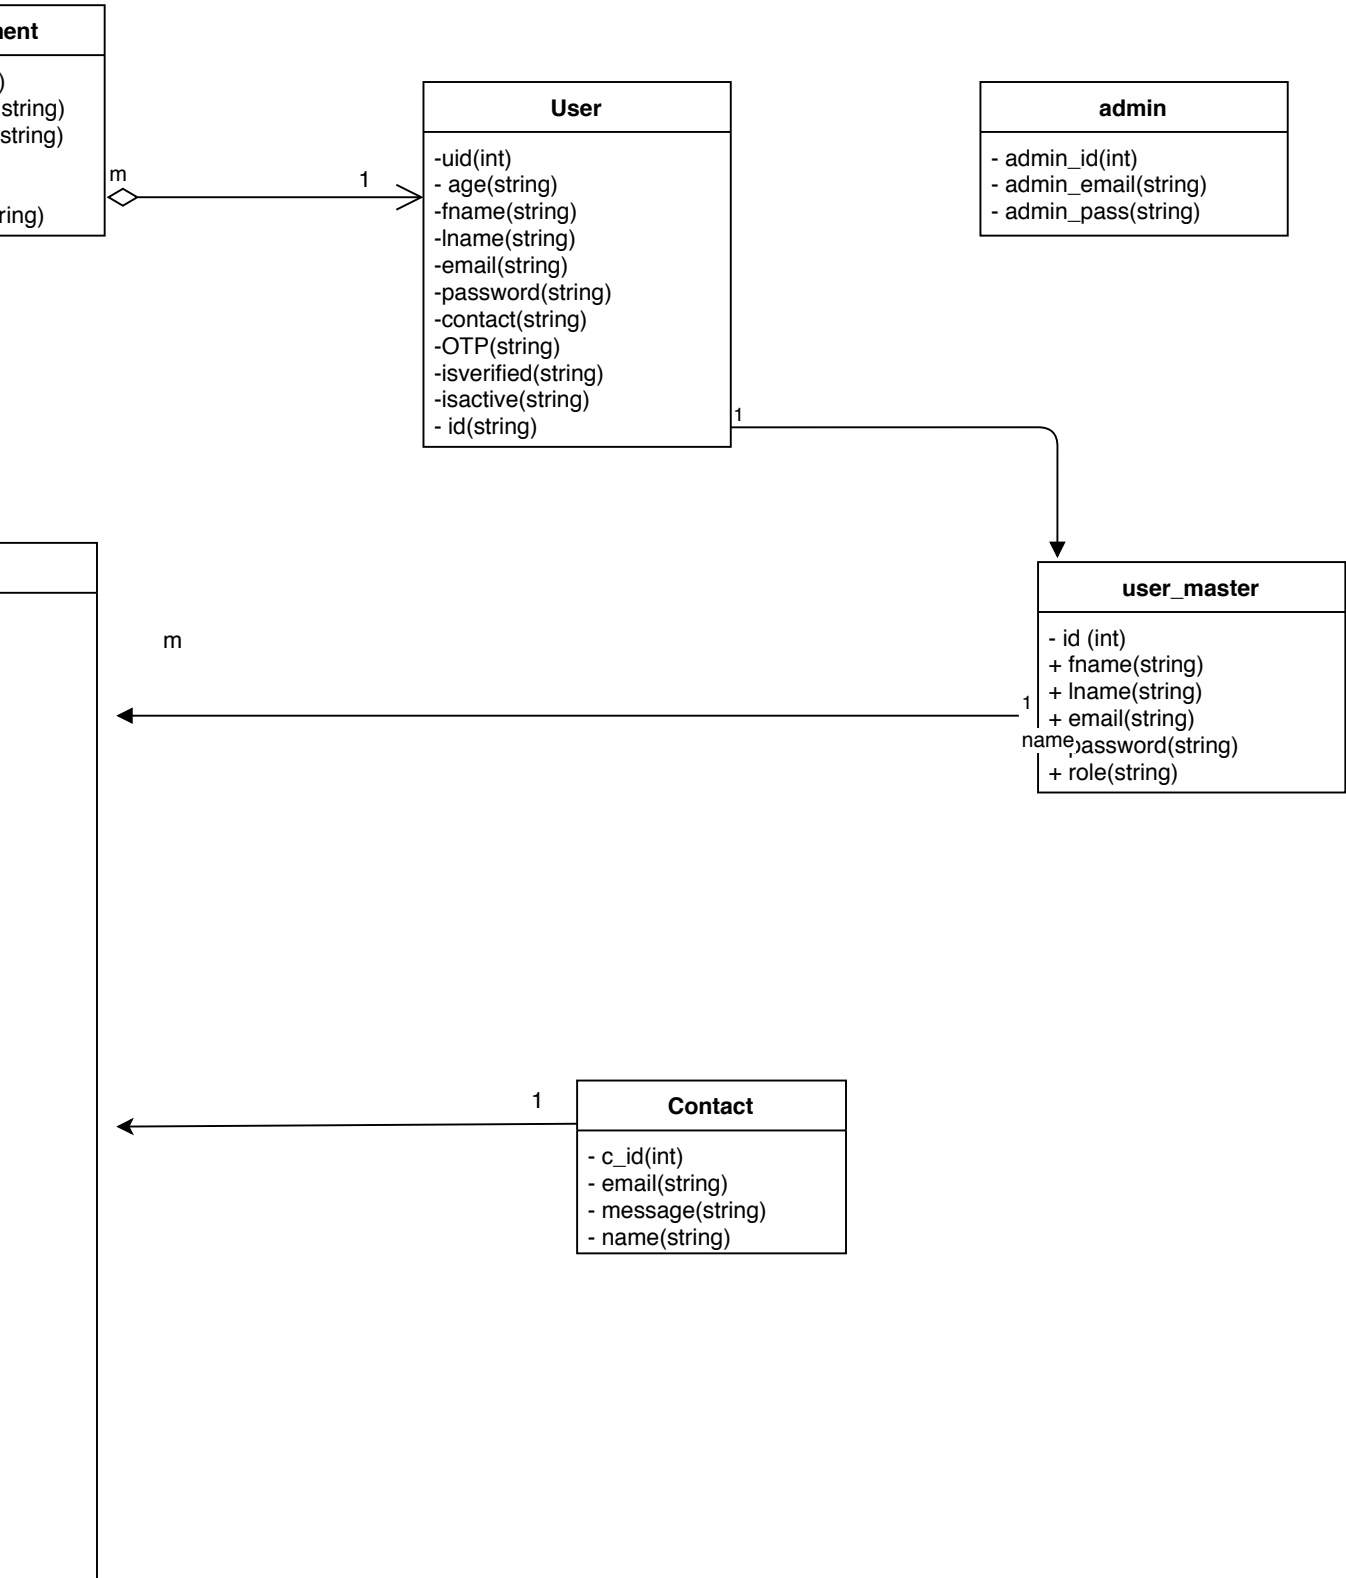 ent
)
string)
string)
ring)
m
1
User
-uid(int)
- age(string)
-fname(string)
-lname(string)
-email(string)
-password(string)
-contact(string)
-OTP(string)
-isverified(string)
-isactive(string)
- id(string)
1
admin
- admin_id(int)
- admin_email(string)
- admin_pass(string)
user_master
- id (int)
+ fname(string)
+ lname(string)
+ email(string)
password(string)
+ role(string)
1
name
m
1
Contact
- c_id(int)
- email(string)
- message(string)
- name(string)